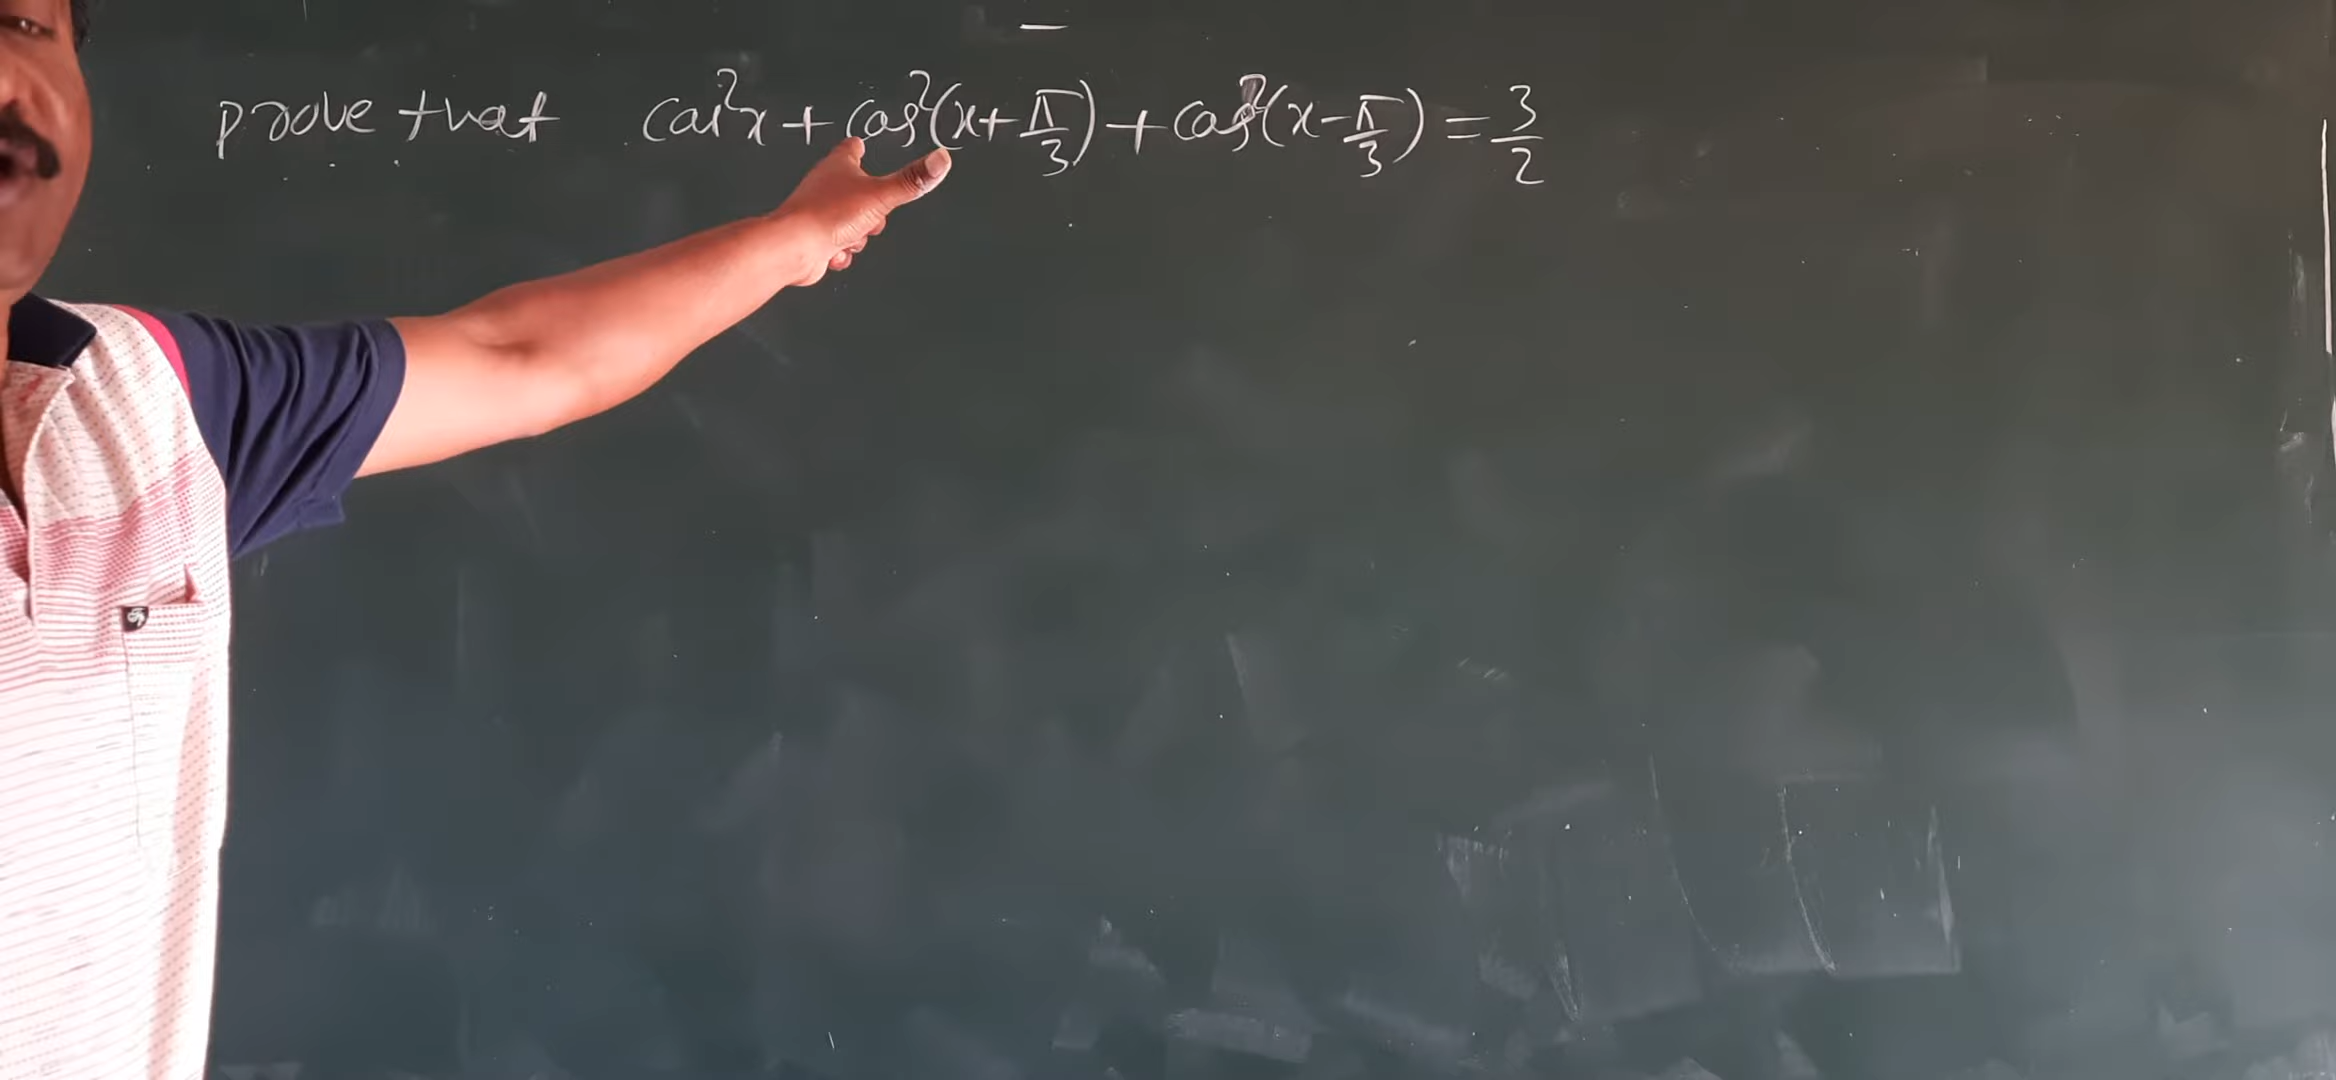 prove that cos²x + cos²(x+π/3) + cos²(x-π/3) = 3/2